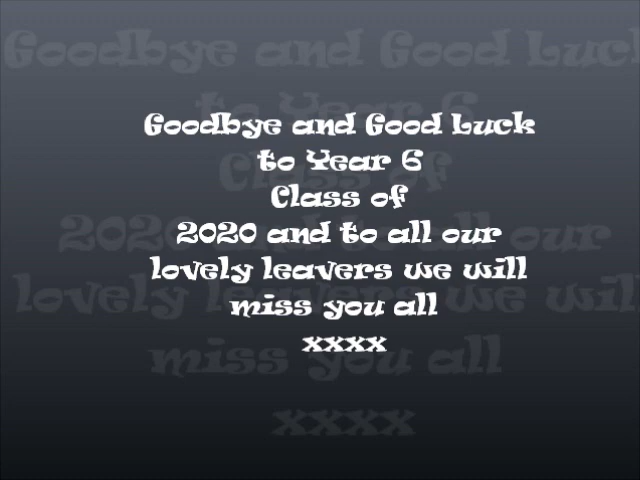 Goodbye and Good Luck
to Year 6
Class of
2020 and to all our
lovely leavers we will
miss you all
xxxx